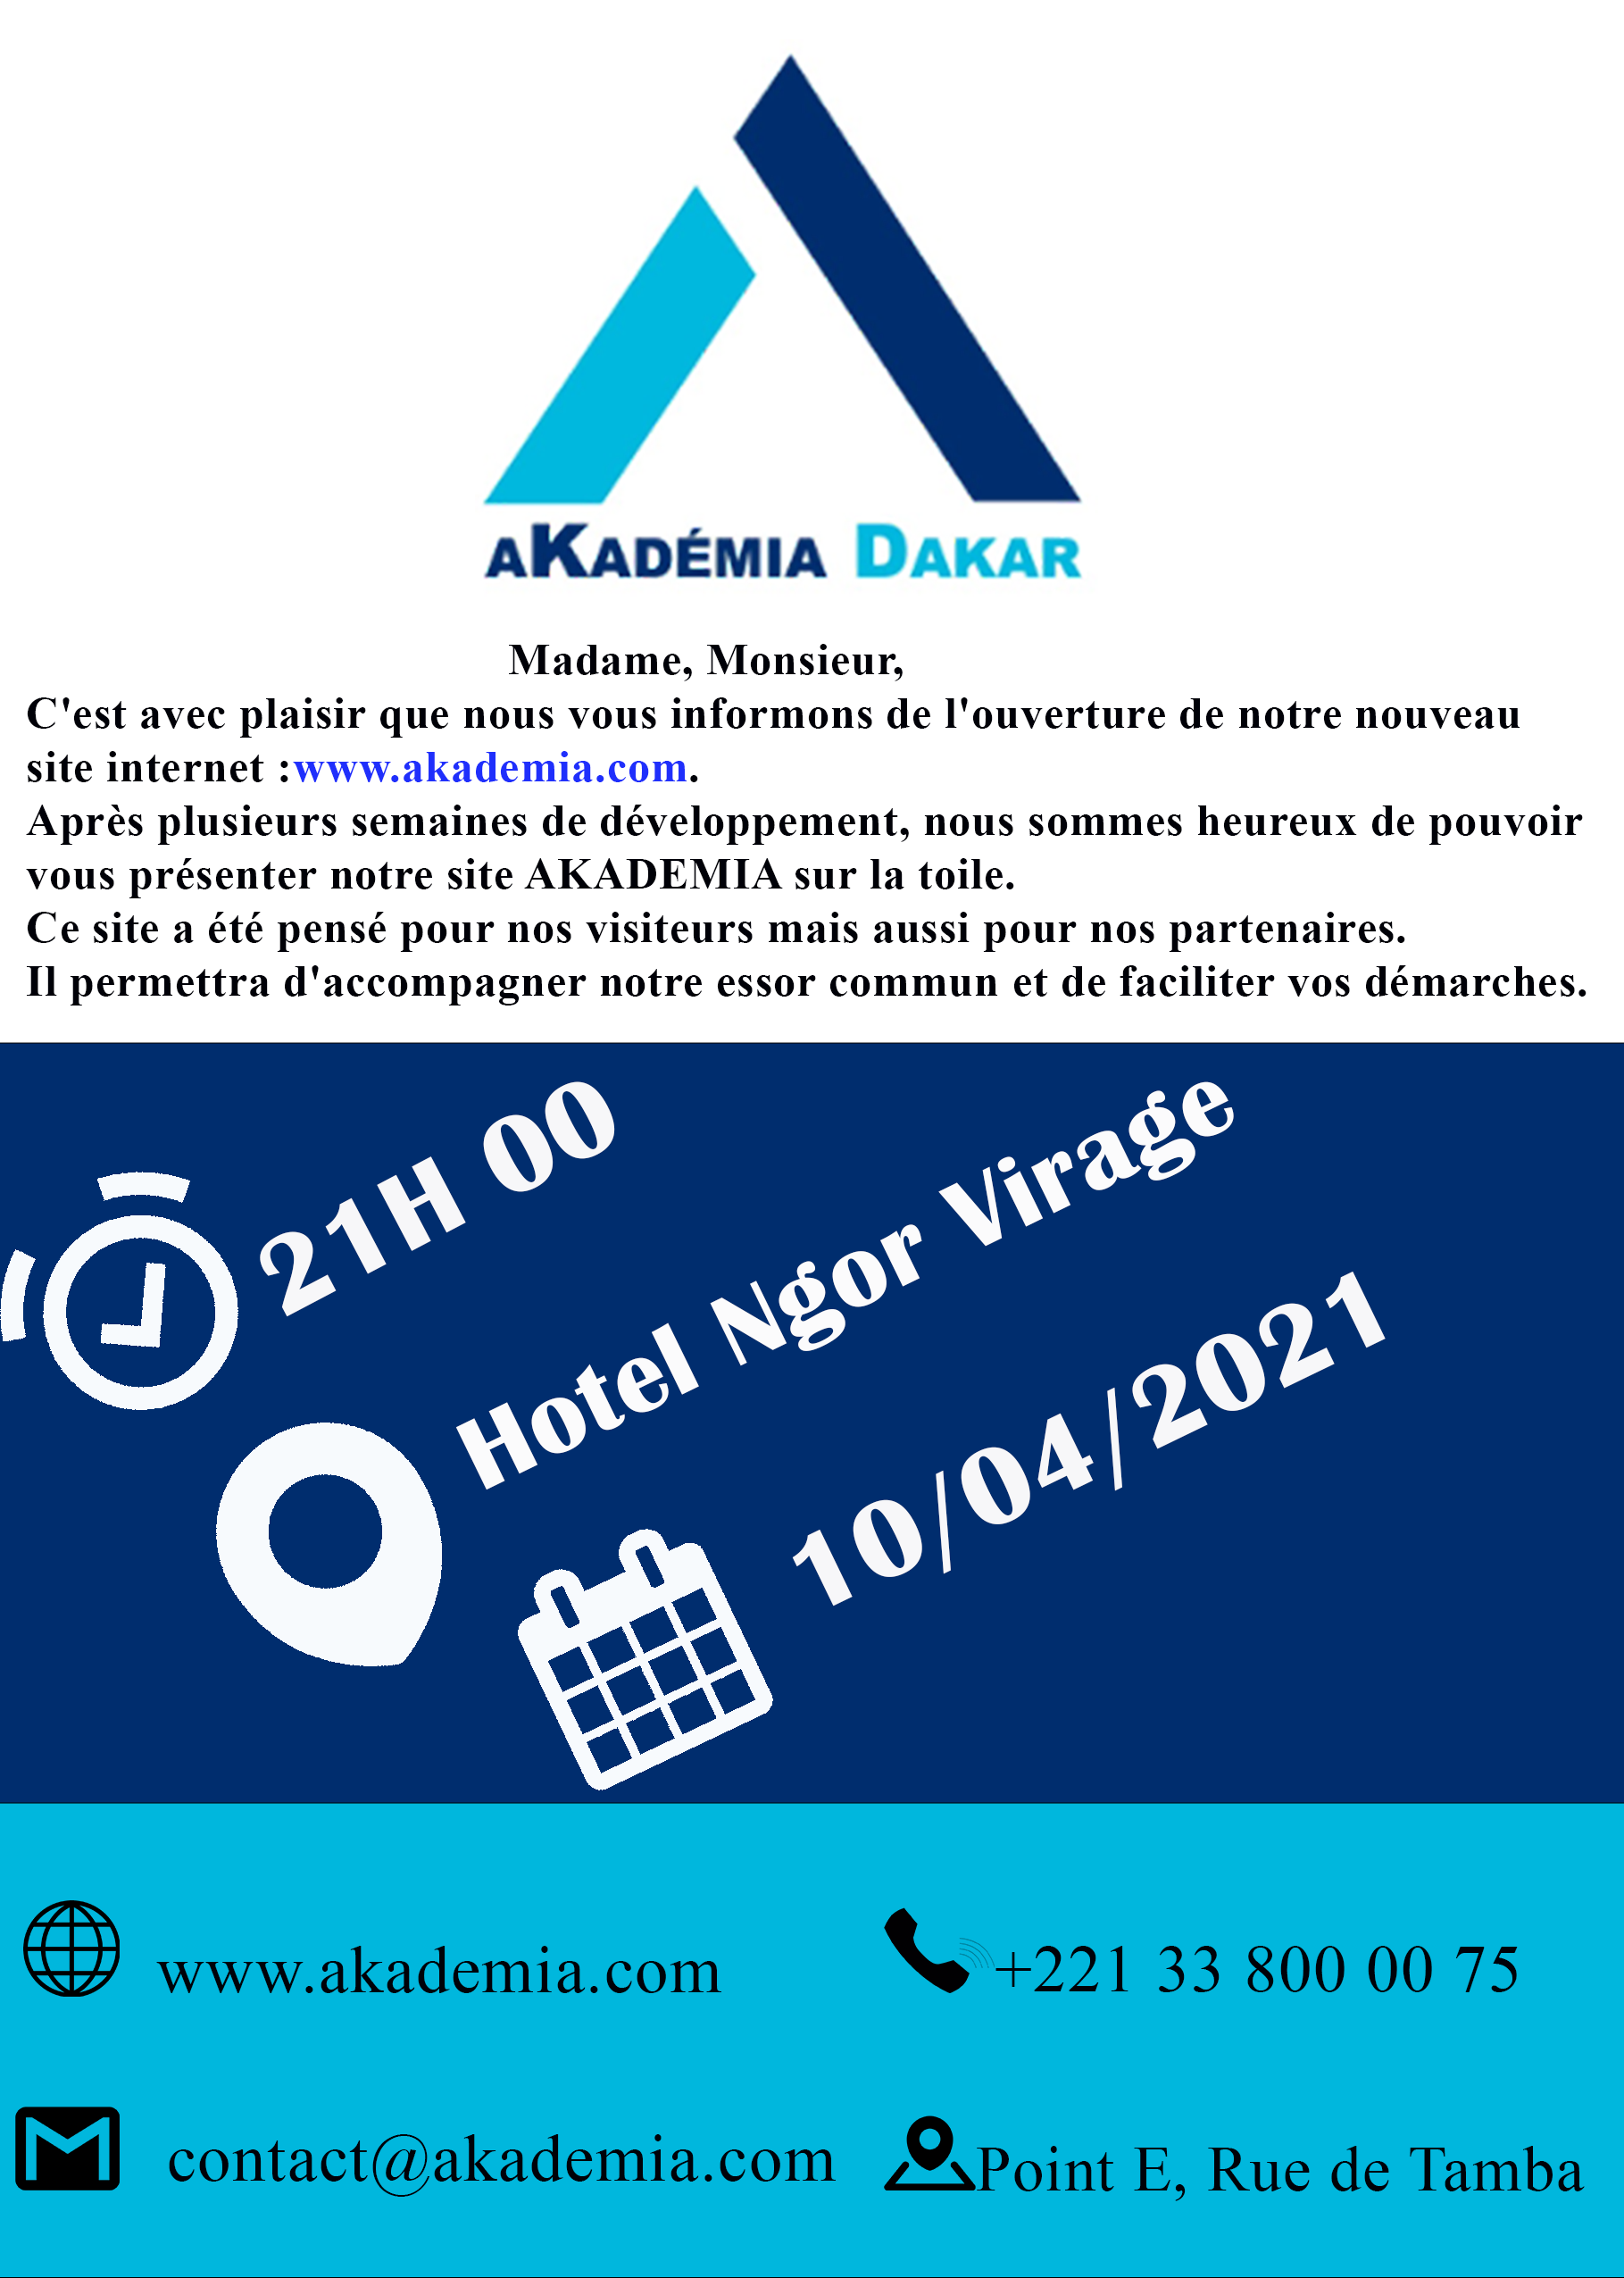 AKADÉMIA DAKAR
Madame, Monsieur,
C'est avec plaisir que nous vous informons de l'ouverture de notre nouveau
site internet :www.akademia.com.
Après plusieurs semaines de développement, nous sommes heureux de pouvoir
vous présenter notre site AKADEMIA sur la toile.
Ce site a été pensé pour nos visiteurs mais aussi pour nos partenaires.
Il permettra d'accompagner notre essor commun et de faciliter vos démarches.
21H 00
Hotel Ngor Virage
10/04/2021
www.akademia.com
+221 33 800 00 75
contact@akademia.com
Point E, Rue de Tamba